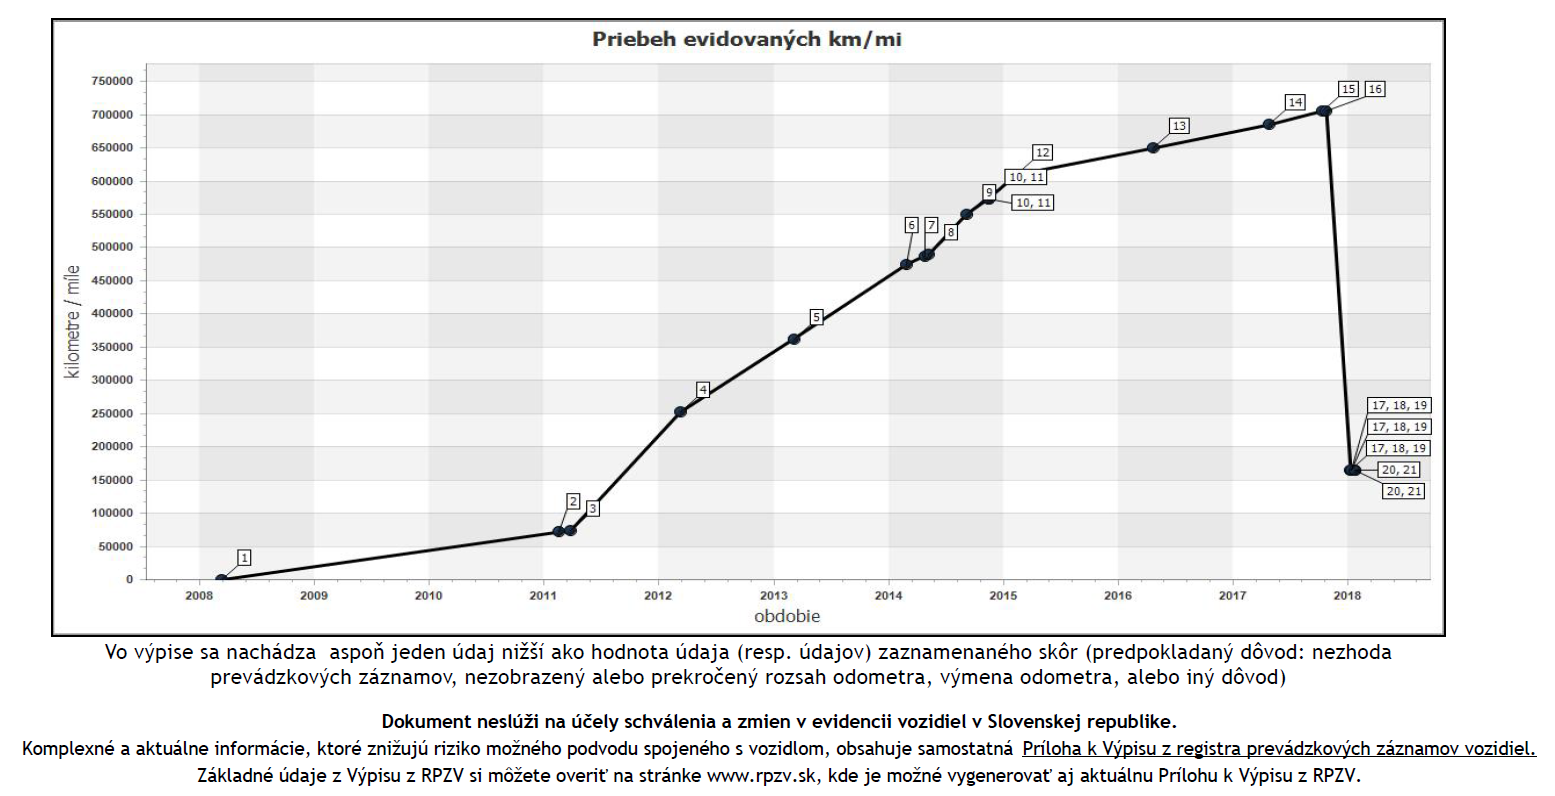 Priebeh evidovaných km/mi
750000
700000
650000
600000
550000
500000
450000
400000
350000
300000
250000
200000
150000
100000
50000
0
kilometre / míle
15
16
14
13
12
10, 11
9
10, 11
6
7
8
5
4
17, 18, 19
17, 18, 19
17, 18, 19
20, 21
20, 21
2
3
1
2008 2009 2010 2011 2012 2013 2014 2015 2016 2017 2018
obdobie
Vo výpise sa nachádza aspoň jeden údaj nižší ako hodnota údaja (resp. údajov) zaznamenaného skôr (predpokladaný dôvod: nezhoda
prevádzkových záznamov, nezobrazený alebo prekročený rozsah odometra, výmena odometra, alebo iný dôvod)
Dokument neslúži na účely schválenia a zmien v evidencii vozidiel v Slovenskej republike.
Komplexné a aktuálne informácie, ktoré znižujú riziko možného podvodu spojeného s vozidlom, obsahuje samostatná Príloha k Výpisu z registra prevádzkových záznamov vozidiel.
Základné údaje z Výpisu z RPZV si môžete overiť na stránke www.rpzv.sk, kde je možné vygenerovať aj aktuálnu Prílohu k Výpisu z RPZV.